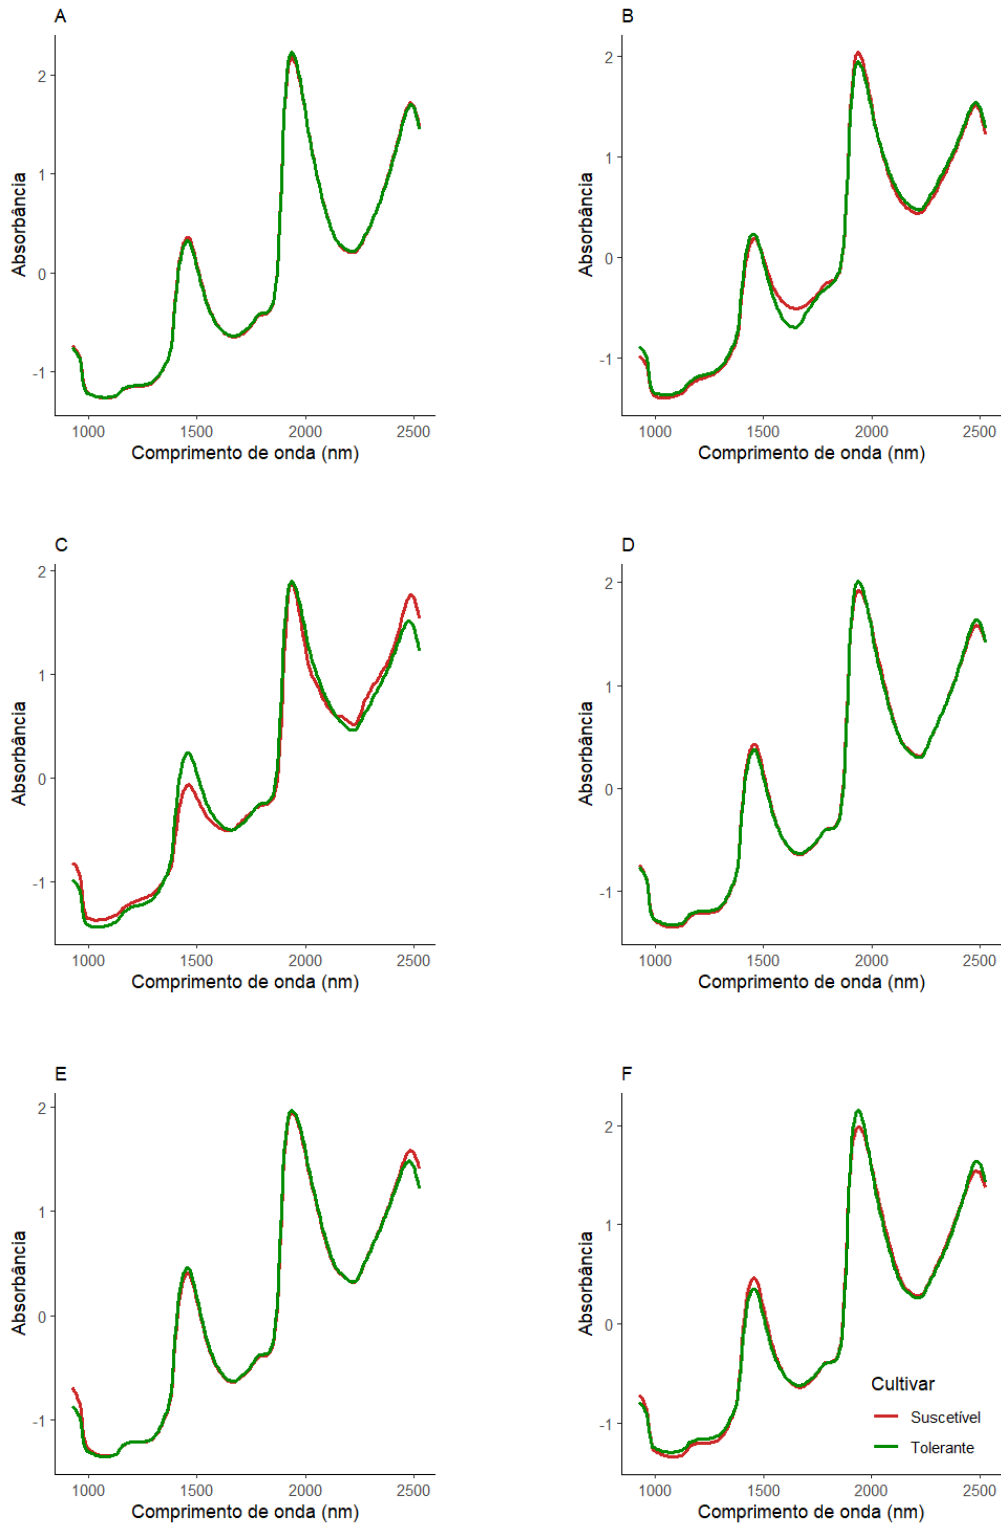 A
2
1
0
-1
Absorbância
1000 1500 2000 2500
Comprimento de onda (nm)
B
2
1
0
-1
Absorbância
1000 1500 2000 2500
Comprimento de onda (nm)
C
2
1
0
-1
Absorbância
1000 1500 2000 2500
Comprimento de onda (nm)
D
2
1
0
-1
Absorbância
1000 1500 2000 2500
Comprimento de onda (nm)
E
2
1
0
-1
Absorbância
1000 1500 2000 2500
Comprimento de onda (nm)
F
2
1
0
-1
Absorbância
Cultivar
Suscetível
Tolerante
1000 1500 2000 2500
Comprimento de onda (nm)